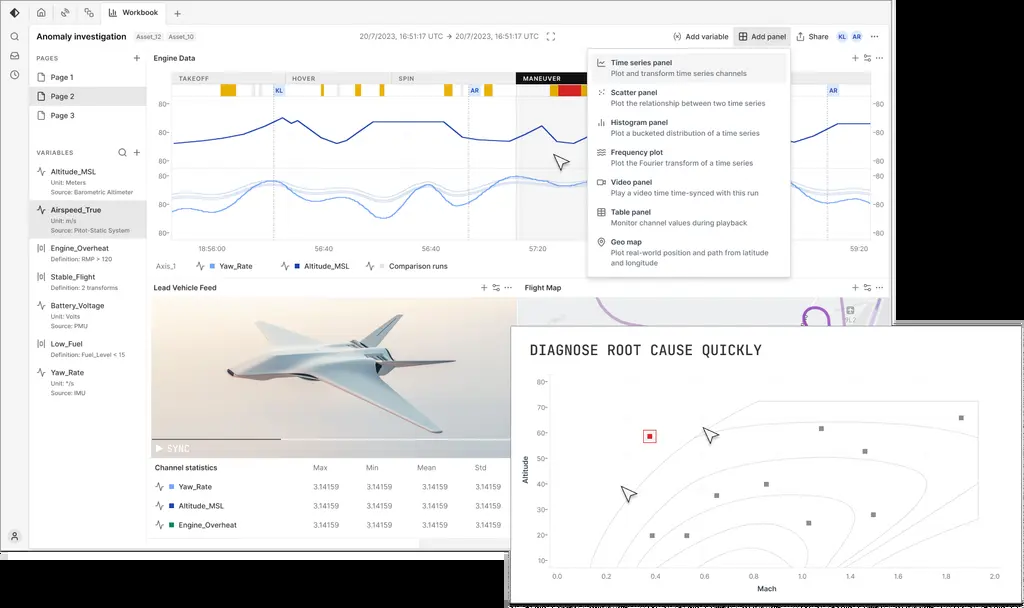 Workbook
Anomaly investigation
Asset_12
Asset_10
20/7/2023, 16:51:17 UTC → 20/7/2023, 16:51:17 UTC
Add variable
Add panel
Share
KL
AR
PAGES
Page 1
Page 2
Page 3
VARIABLES
Altitude_MSL
Unit: Meters
Source: Barometric Altimeter
Airspeed_True
Unit: m/s
Source: Pitot-Static System
Engine_Overheat
Definition: RMP > 120
Stable_Flight
Definition: 2 transforms
Battery_Voltage
Unit: Volts
Source: PMU
Low_Fuel
Definition: Fuel_Level < 15
Yaw_Rate
Unit: °/s
Source: IMU
Engine Data
TAKEOFF
HOVER
SPIN
MANEUVER
KL
AR
AR
80
80
80
80
80
80
80
80
80
80
80
80
18:56:00
56:40
56:40
57:20
59:20
Axis_1
Yaw_Rate
Altitude_MSL
Comparison runs
Time series panel
Plot and transform time series channels
Scatter panel
Plot the relationship between two time series
Histogram panel
Plot a bucketed distribution of a time series
Frequency plot
Plot the Fourier transform of a time series
Video panel
Play a video time time-synced with this run
Table panel
Monitor channel values during playback
Geo map
Plot real-world position and path from latitude
and longitude
Lead Vehicle Feed
SYNC
Flight Map
Channel statistics Max Min Mean Std
Yaw_Rate 3.14159 3.14159 3.14159 3.14159
Altitude_MSL 3.14159 3.14159 3.14159 3.14159
Engine_Overheat 3.14159 3.14159 3.14159 3.14159
DIAGNOSE ROOT CAUSE QUICKLY
Altitude
80
70
60
50
40
30
20
10
0.0 0.2 0.4 0.6 0.8 1.0 1.4 1.6 1.8 2.0
Mach